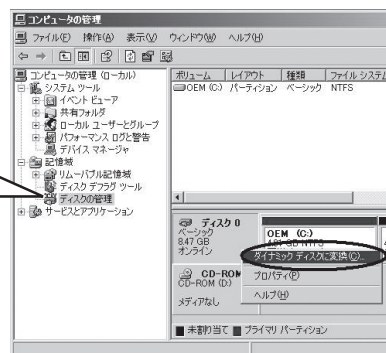 コンピュータの管理
ファイル(F) 操作(A) 表示(V) ウィンドウ(W) ヘルプ(H)
コンピュータの管理 (ローカル)
システム ツール
イベント ビューア
共有フォルダ
ローカル ユーザーとグループ
パフォーマンス ログと警告
デバイス マネージャ
記憶域
リムーバブル記憶域
ディスク デフラグ ツール
ディスクの管理
サービスとアプリケーション
ボリューム レイアウト 種類 ファイル システム
OEM (C:) パーティション ベーシック NTFS
ディスク 0
ベーシック
8.47 GB
オンライン
OEM (C:)
ダイナミック ディスクに変換(C)...
プロパティ(P)
ヘルプ(H)
CD-ROM
CD-ROM (D:)
メディアなし
未割り当て プライマリ パーティション